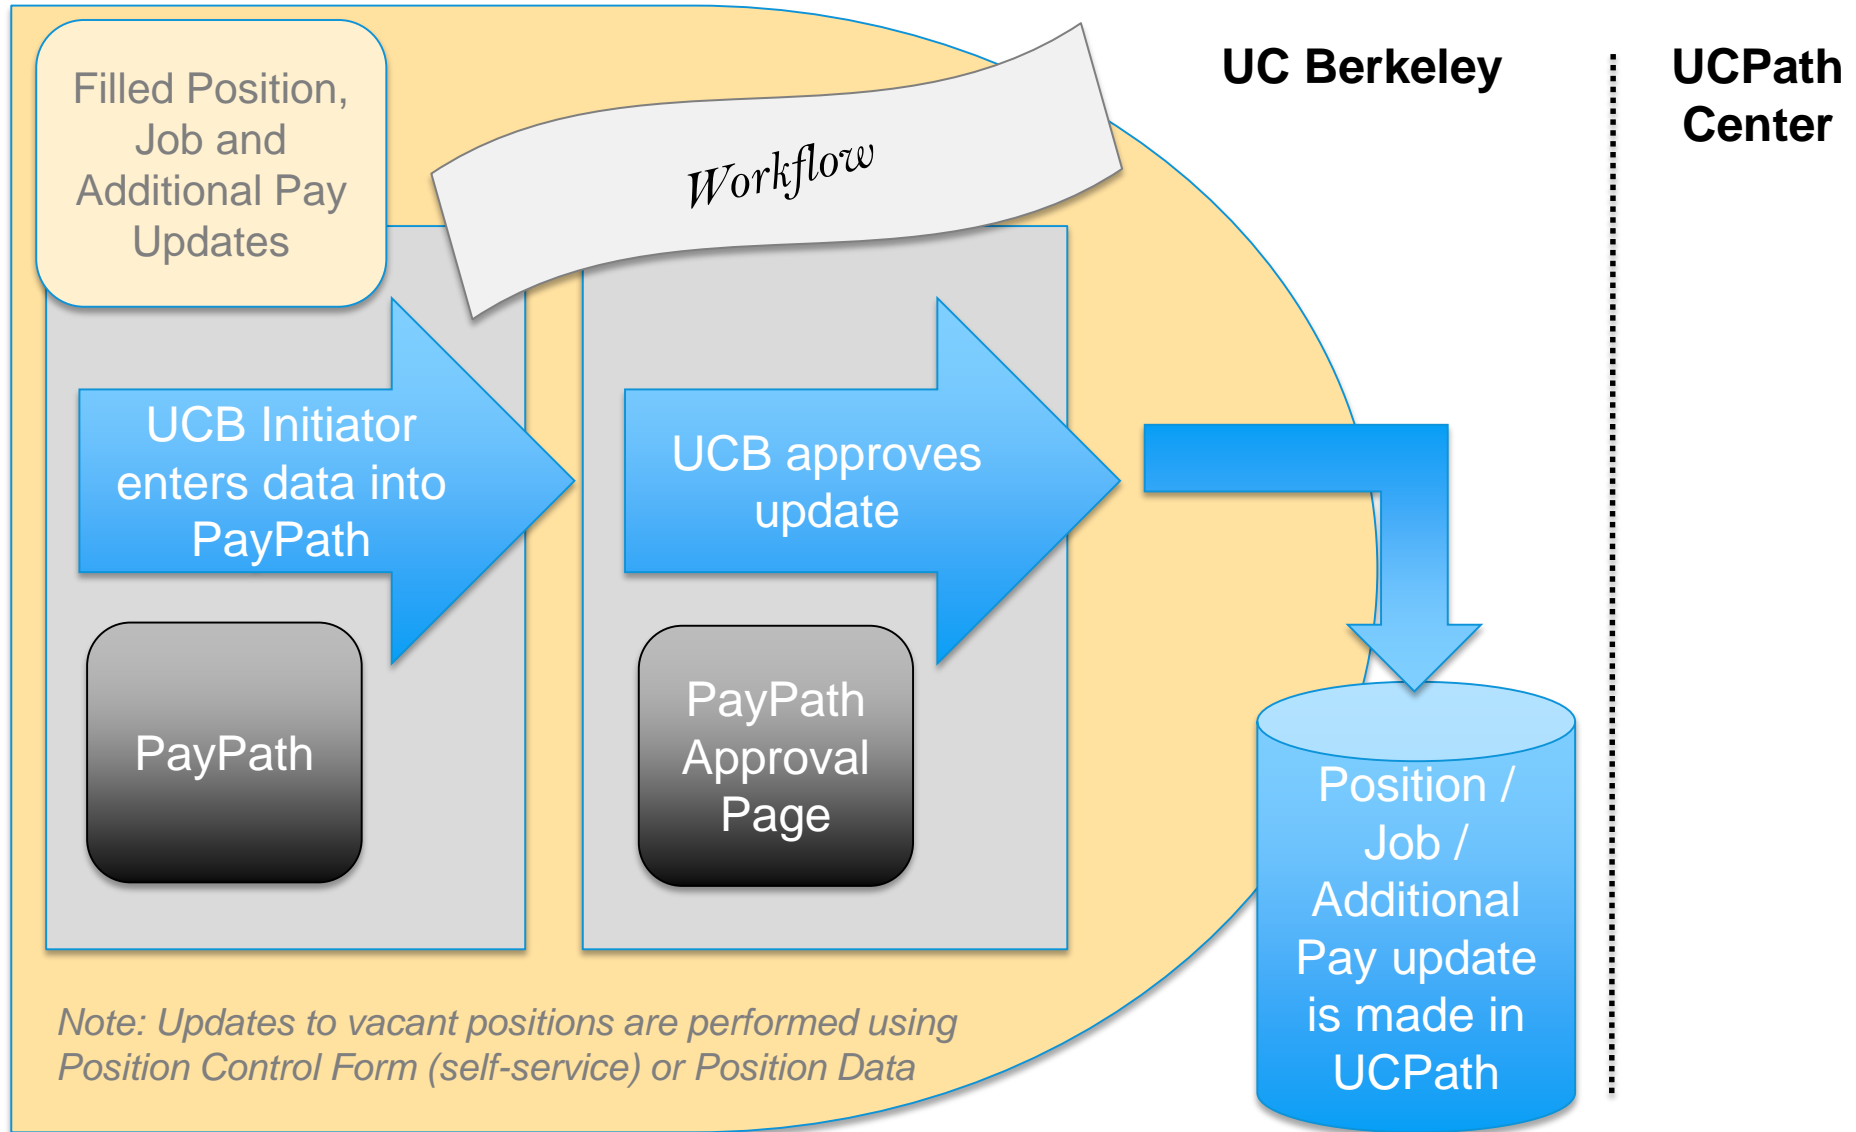 Filled Position,
Job and
Additional Pay
Updates
Workflow
UC Berkeley
UCPath
Center
UCB Initiator
enters data into
PayPath
UCB approves
update
PayPath
PayPath
Approval
Page
Position /
Job /
Additional
Pay update
is made in
UCPath
Note: Updates to vacant positions are performed using
Position Control Form (self-service) or Position Data